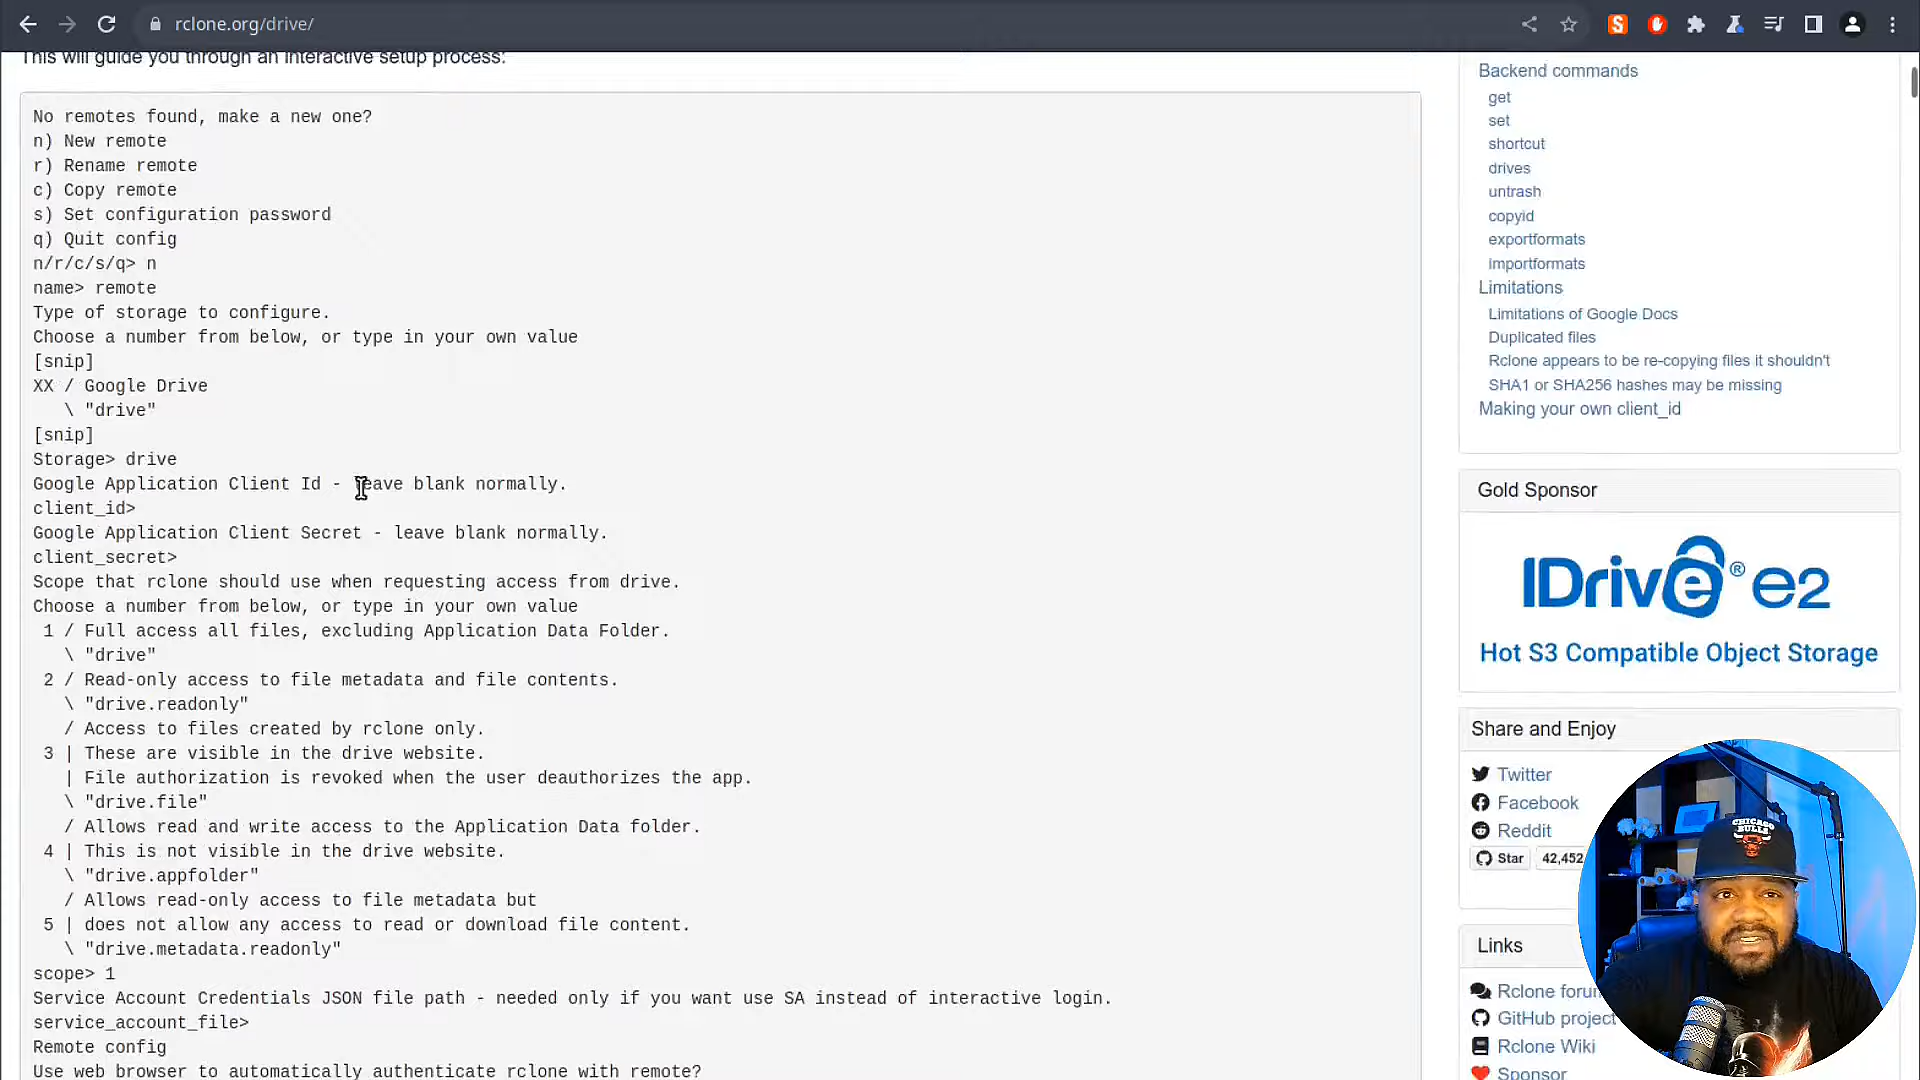 rclone.org/drive/
This will guide you through an interactive setup process:
No remotes found, make a new one?
n) New remote
r) Rename remote
c) Copy remote
s) Set configuration password
q) Quit config
n/r/c/s/q> n
name> remote
Type of storage to configure.
Choose a number from below, or type in your own value
[snip]
XX / Google Drive
\ "drive"
[snip]
Storage> drive
Google Application Client Id - leave blank normally.
client_id>
Google Application Client Secret - leave blank normally.
client_secret>
Scope that rclone should use when requesting access from drive.
Choose a number from below, or type in your own value
1 / Full access all files, excluding Application Data Folder.
\ "drive"
2 / Read-only access to file metadata and file contents.
\ "drive.readonly"
/ Access to files created by rclone only.
3 | These are visible in the drive website.
| File authorization is revoked when the user deauthorizes the app.
\ "drive.file"
/ Allows read and write access to the Application Data folder.
4 | This is not visible in the drive website.
\ "drive.appfolder"
/ Allows read-only access to file metadata but
5 | does not allow any access to read or download file content.
\ "drive.metadata.readonly"
scope> 1
Service Account Credentials JSON file path - needed only if you want use SA instead of interactive login.
service_account_file>
Remote config
Use web browser to automatically authenticate rclone with remote?
Backend commands
get
set
shortcut
drives
untrash
copyid
exportformats
importformats
Limitations
Limitations of Google Docs
Duplicated files
Rclone appears to be re-copying files it shouldn't
SHA1 or SHA256 hashes may be missing
Making your own client_id
Gold Sponsor
IDrive® e2
Hot S3 Compatible Object Storage
Share and Enjoy
Twitter
Facebook
Reddit
Star 42,452
Links
Rclone forum
GitHub project
Rclone Wiki
Sponsor
CHICAGO
BULLS